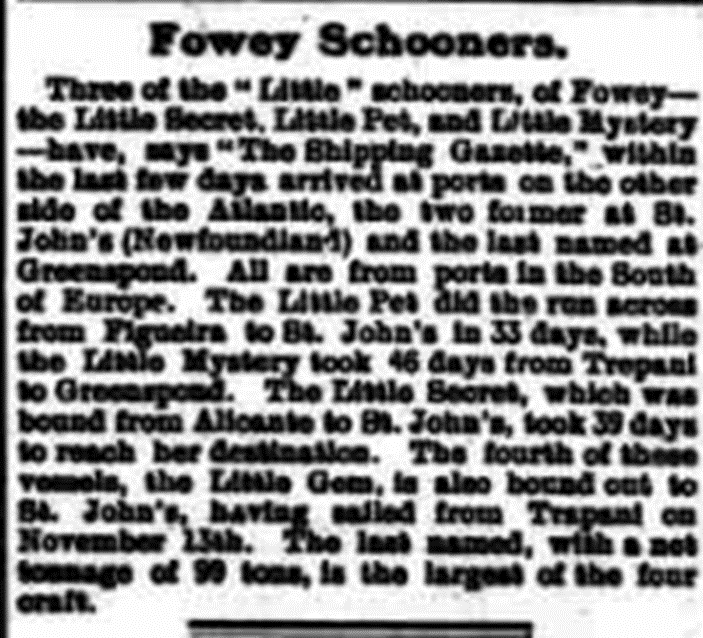 Fowey Schooners.
Three of the "Little" schooners, of Fowey—
the Little Secret, Little Pet, and Little Mystery
—have, says "The Shipping Gazette," within
the last few days arrived at ports on the other
side of the Atlantic, the two former at St.
John's (Newfoundland) and the last named at
Greenspond. All are from ports in the South
of Europe. The Little Pet did the run across
from Figueira to St. John's in 33 days, while
the Little Mystery took 46 days from Trepani
to Greenspond. The Little Secret, which was
bound from Alicante to St. John's, took 39 days
to reach her destination. The fourth of these
vessels, the Little Gem, is also bound out to
St. John's, having sailed from Trapani on
November 13th. The last named, with a net
tonnage of 99 tons, is the largest of the four
craft.